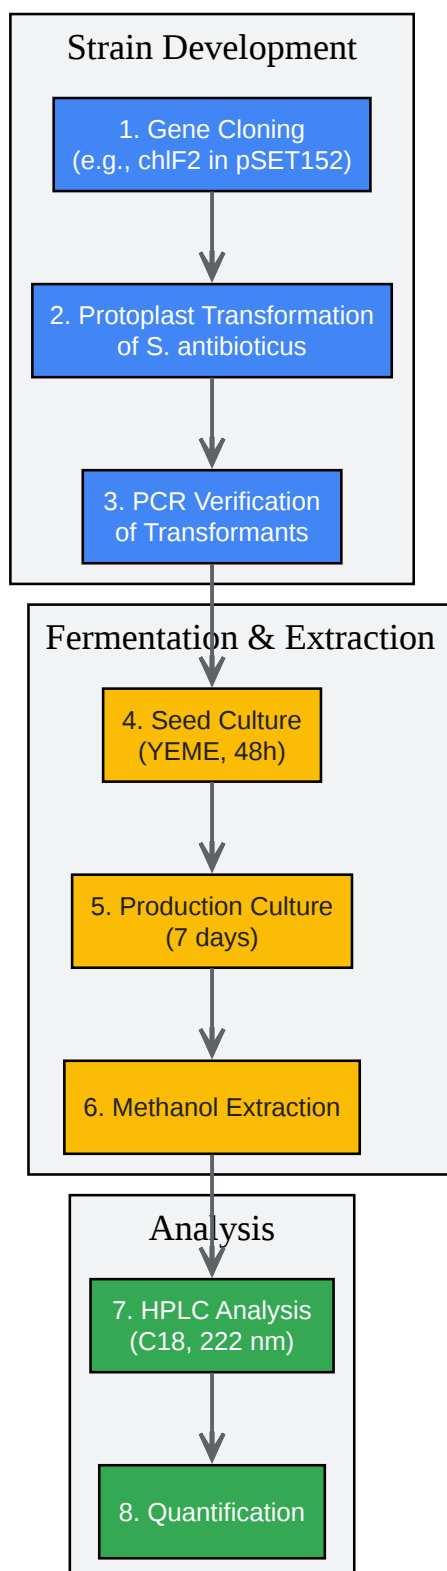 Strain Development
1. Gene Cloning
(e.g., chlF2 in pSET152)
2. Protoplast Transformation
of S. antibioticus
3. PCR Verification
of Transformants
Fermentation & Extraction
4. Seed Culture
(YEME, 48h)
5. Production Culture
(7 days)
6. Methanol Extraction
Analysis
7. HPLC Analysis
(C18, 222 nm)
8. Quantification